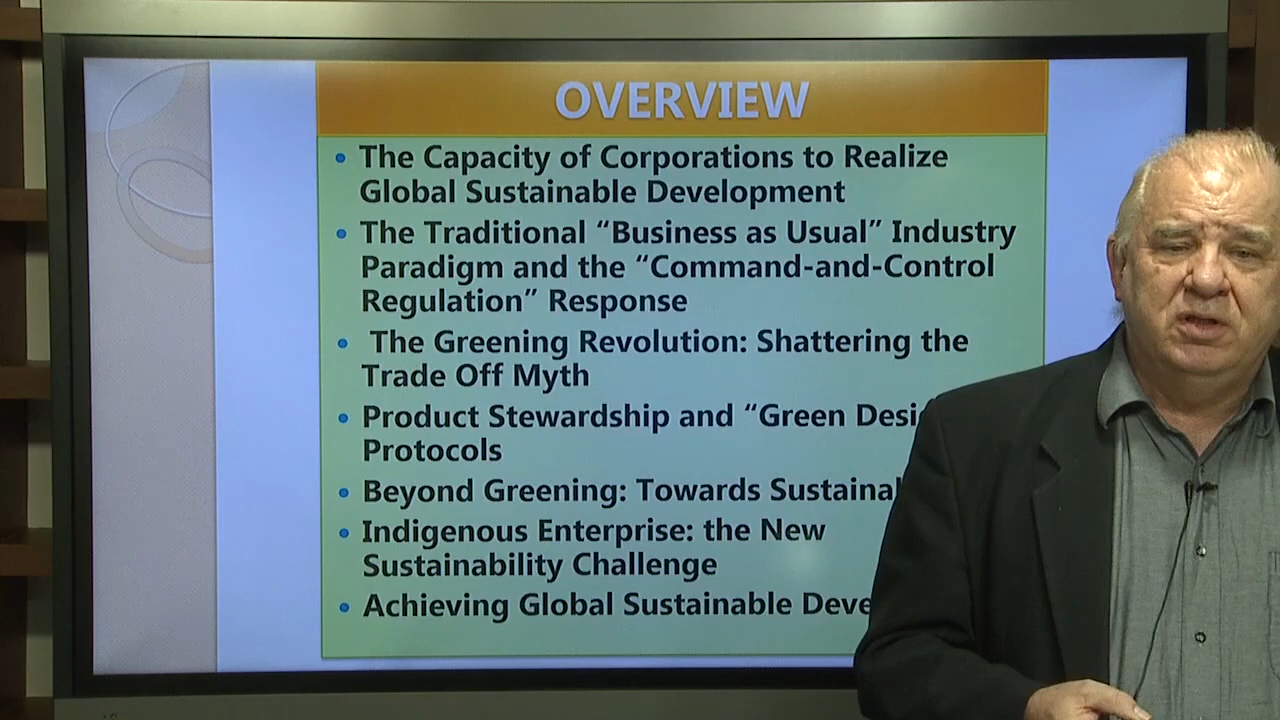 OVERVIEW
• The Capacity of Corporations to Realize
Global Sustainable Development
• The Traditional “Business as Usual” Industry
Paradigm and the “Command-and-Control
Regulation” Response
• The Greening Revolution: Shattering the
Trade Off Myth
• Product Stewardship and “Green
Protocols
• Beyond Greening: Towards
• Indigenous Enterprise: the New
Sustainability Challenge
• Achieving Global Sustainable